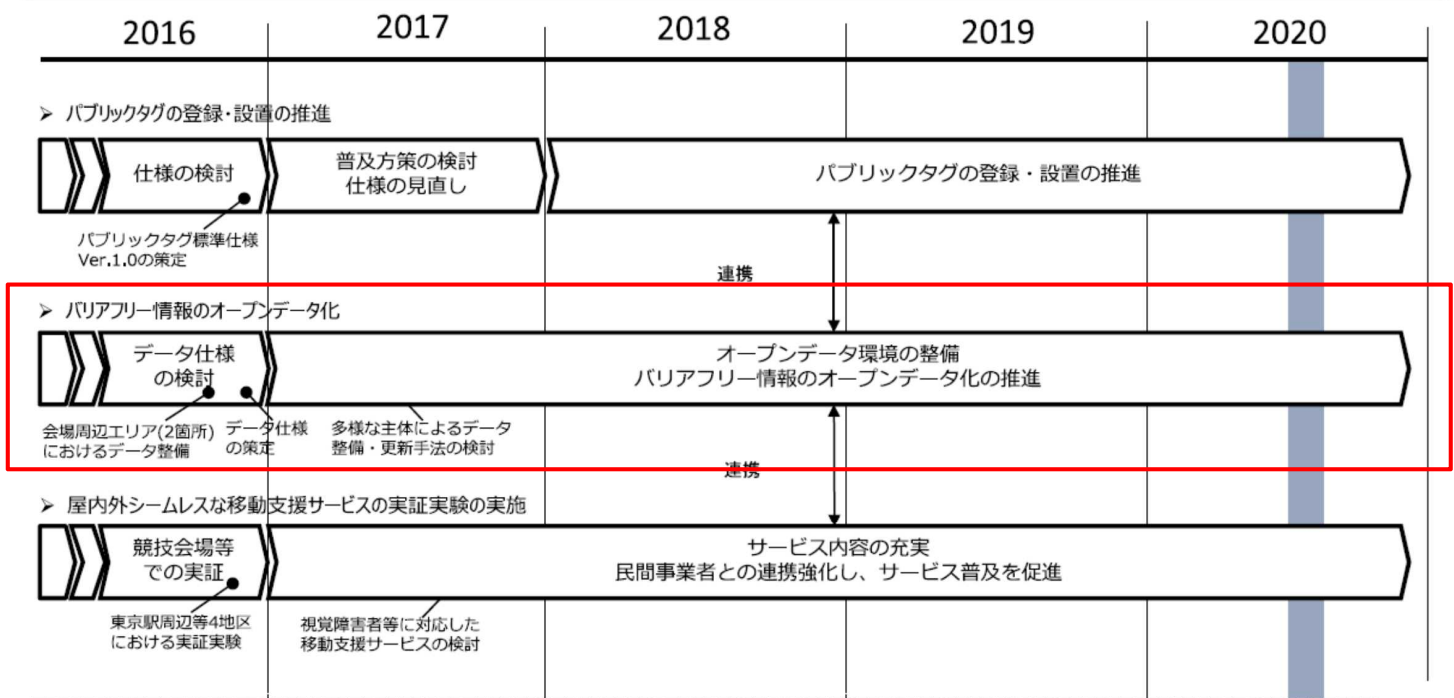 2016
2017
2018
2019
2020
➢ パブリックタグの登録・設置の推進
仕様の検討
普及方策の検討
仕様の見直し
パブリックタグの登録・設置の推進
パブリックタグ標準仕様
Ver.1.0の策定
連携
➢ バリアフリー情報のオープンデータ化
データ仕様
の検討
オープンデータ環境の整備
バリアフリー情報のオープンデータ化の推進
会場周辺エリア(2箇所)
におけるデータ整備
データ仕様
の策定
多様な主体によるデータ
整備・更新手法の検討
連携
➢ 屋内外シームレスな移動支援サービスの実証実験の実施
競技会場等
での実証
サービス内容の充実
民間事業者との連携強化し、サービス普及を促進
東京駅周辺等4地区
における実証実験
視覚障害者等に対応した
移動支援サービスの検討